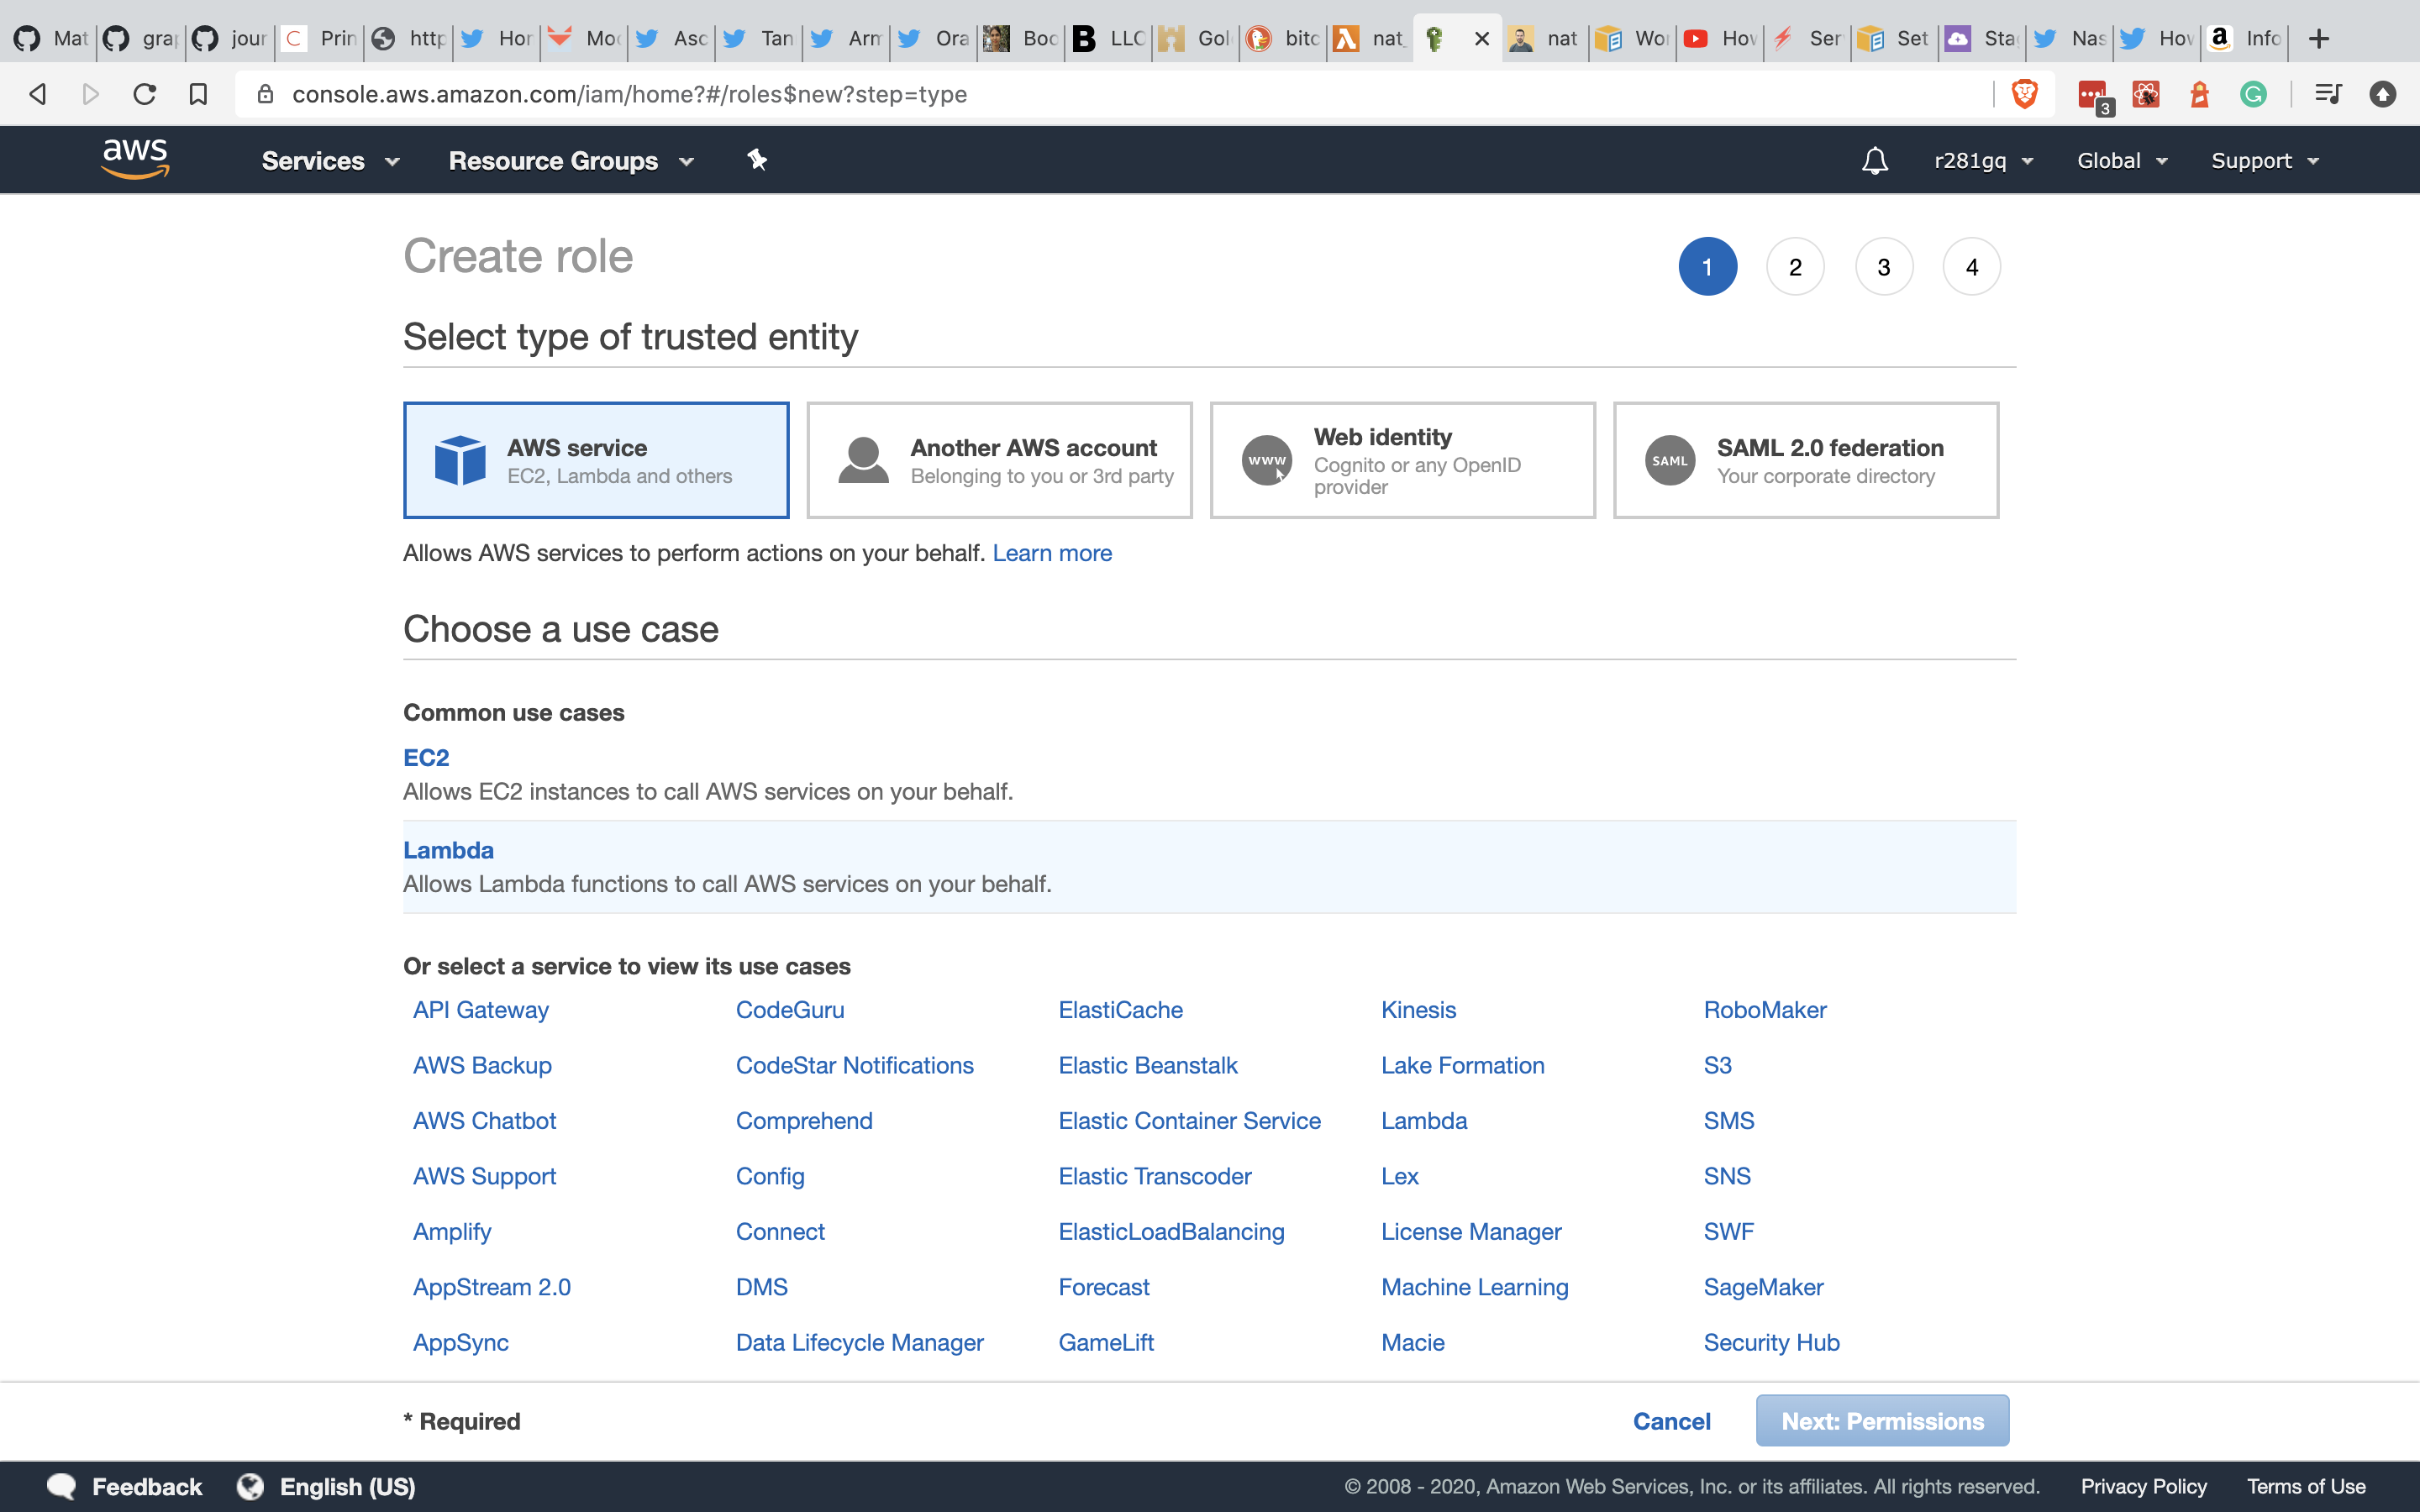 Mat gra jour Prin http Hor Moc Asc Tan Arm Ora Boo LLC Gol bitc nat_ nat Wor How Ser Set Sta Nas How Info
console.aws.amazon.com/iam/home?#/roles$new?step=type
3
aws Services Resource Groups r281gq Global Support
Create role
1 2 3 4
Select type of trusted entity
AWS service
EC2, Lambda and others
Another AWS account
Belonging to you or 3rd party
www
Web identity
Cognito or any OpenID
provider
SAML
SAML 2.0 federation
Your corporate directory
Allows AWS services to perform actions on your behalf. Learn more
Choose a use case
Common use cases
EC2
Allows EC2 instances to call AWS services on your behalf.
Lambda
Allows Lambda functions to call AWS services on your behalf.
Or select a service to view its use cases
API Gateway CodeGuru ElastiCache Kinesis RoboMaker
AWS Backup CodeStar Notifications Elastic Beanstalk Lake Formation S3
AWS Chatbot Comprehend Elastic Container Service Lambda SMS
AWS Support Config Elastic Transcoder Lex SNS
Amplify Connect ElasticLoadBalancing License Manager SWF
AppStream 2.0 DMS Forecast Machine Learning SageMaker
AppSync Data Lifecycle Manager GameLift Macie Security Hub
* Required Cancel Next: Permissions
Feedback English (US) © 2008 - 2020, Amazon Web Services, Inc. or its affiliates. All rights reserved. Privacy Policy Terms of Use